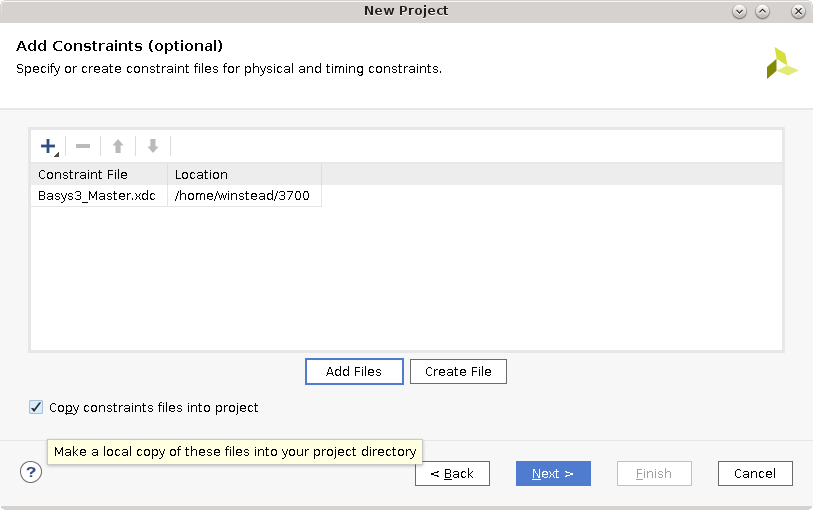 New Project
Add Constraints (optional)
Specify or create constraint files for physical and timing constraints.
Constraint File Location
Basys3_Master.xdc /home/winstead/3700
Add Files Create File
Copy constraints files into project
Make a local copy of these files into your project directory
? < Back Next > Finish Cancel